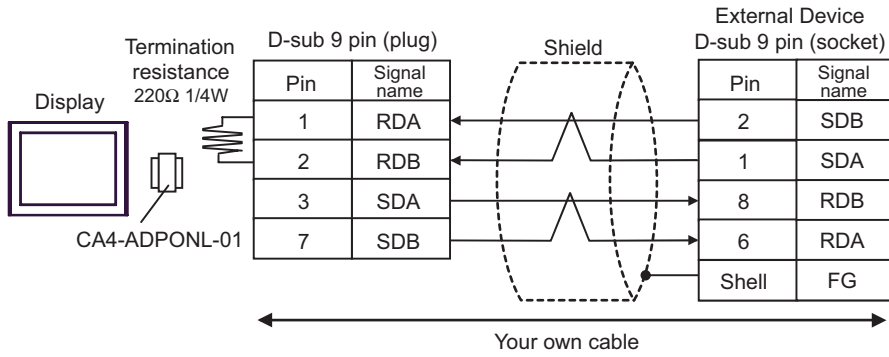 External Device
D-sub 9 pin (plug)
Shield
D-sub 9 pin (socket)
Termination
resistance
220Ω 1/4W
Display
CA4-ADPONL-01
Pin Signal name
1 RDA
2 RDB
3 SDA
7 SDB
Pin Signal name
2 SDB
1 SDA
8 RDB
6 RDA
Shell FG
Your own cable